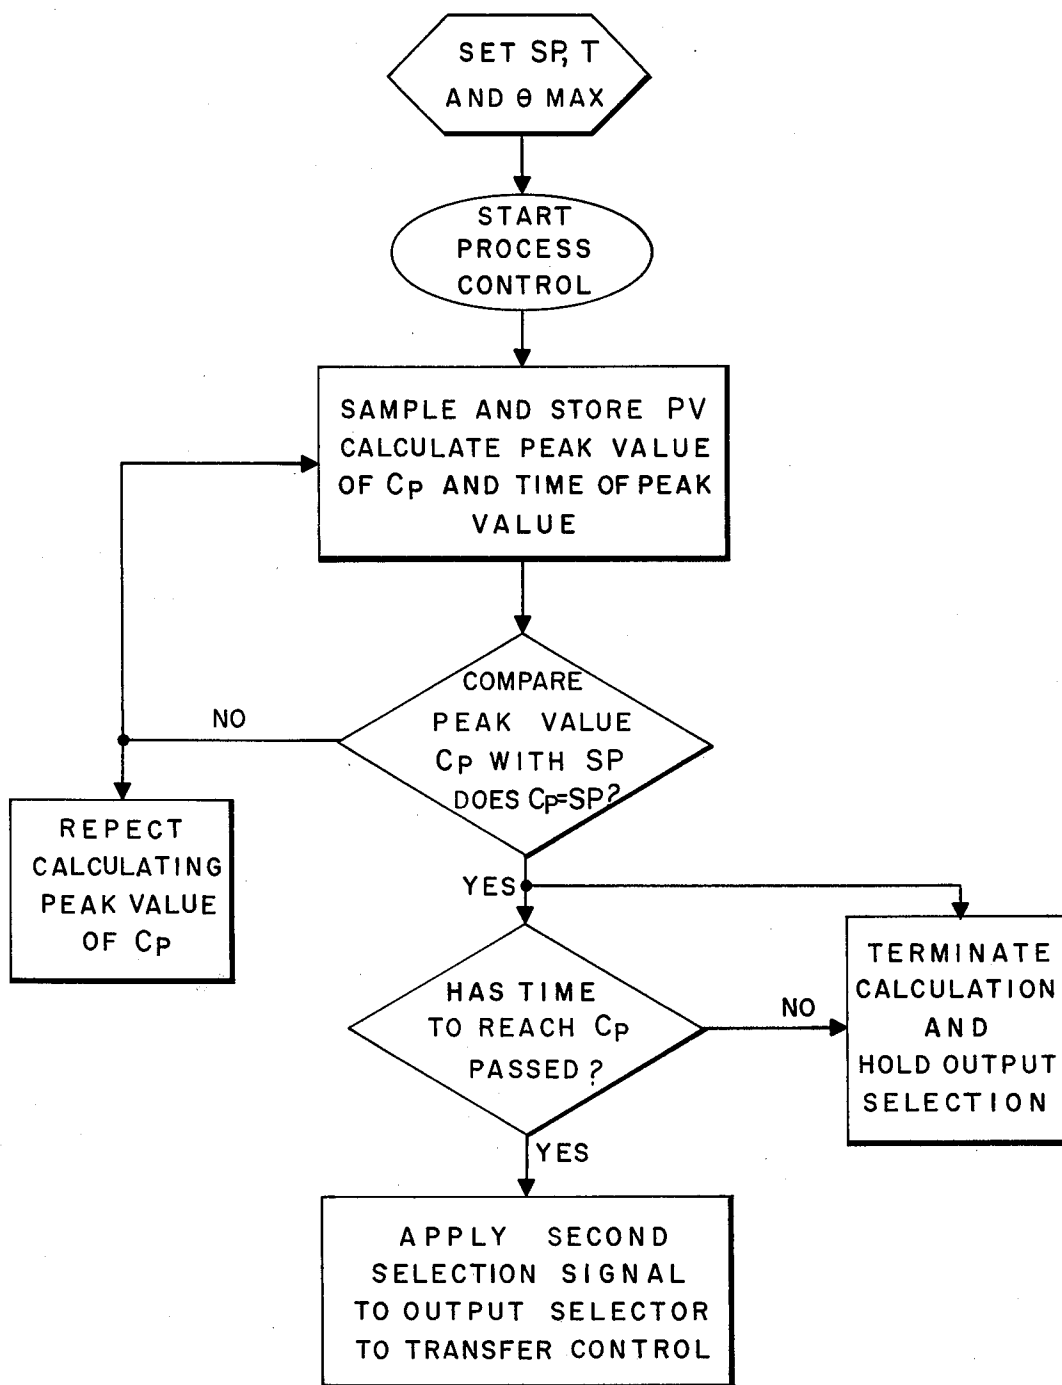 SET SP, T
AND θ MAX
START
PROCESS
CONTROL
SAMPLE AND STORE PV
CALCULATE PEAK VALUE
OF CP AND TIME OF PEAK
VALUE
COMPARE
PEAK VALUE
CP WITH SP
DOES CP=SP?
NO
REPECT
CALCULATING
PEAK VALUE
OF CP
YES
HAS TIME
TO REACH CP
PASSED?
NO
TERMINATE
CALCULATION
AND
HOLD OUTPUT
SELECTION
YES
APPLY SECOND
SELECTION SIGNAL
TO OUTPUT SELECTOR
TO TRANSFER CONTROL